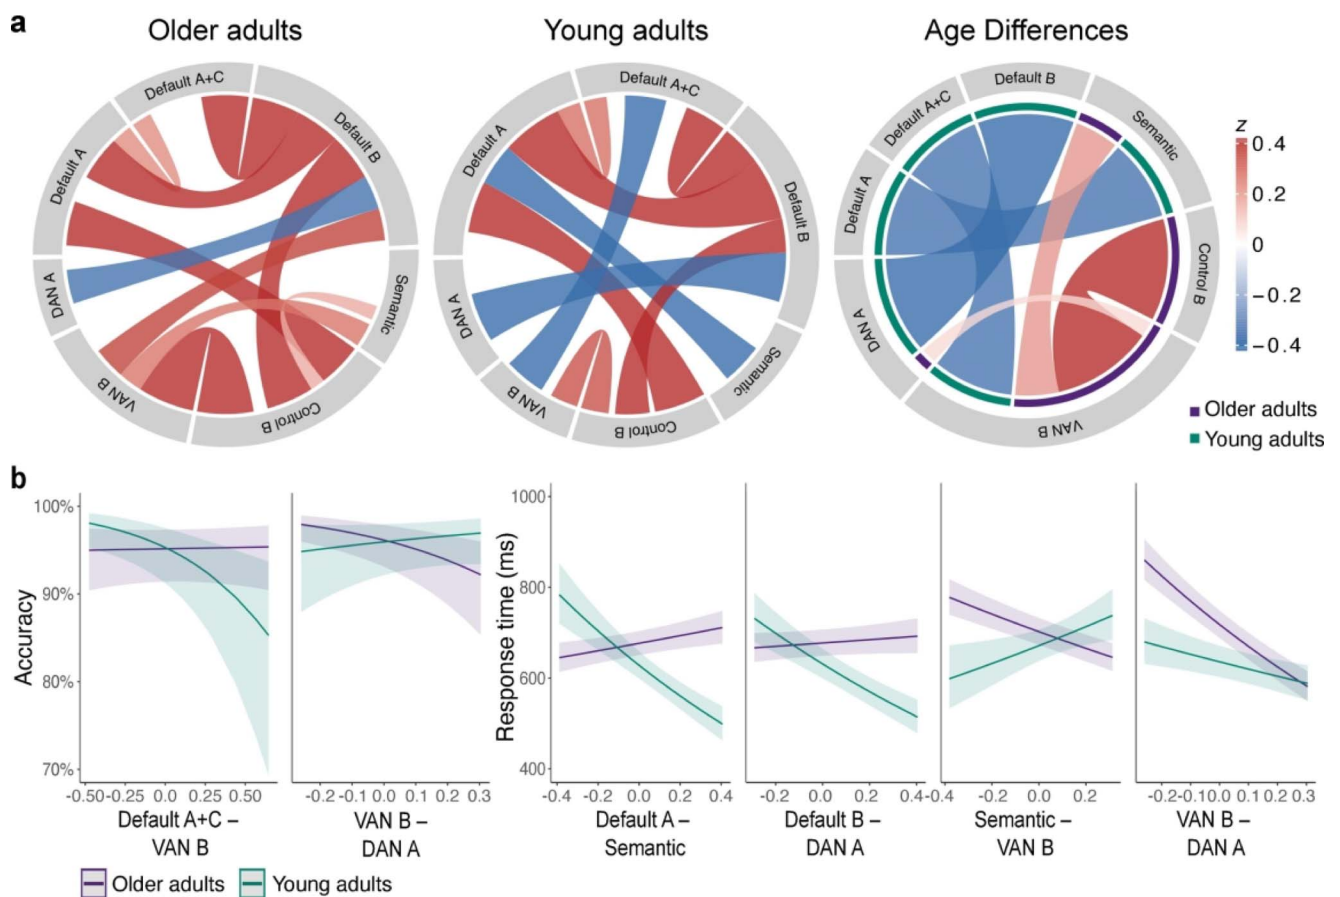 a
Older adults
Young adults
Age Differences
Default A+C
Default B
Default A
DAN A
VAN B
Control B
Semantic
Default A+C
Default A
Default B
DAN A
VAN B
Control B
Semantic
Default B
Default A+C
Semantic
Default A
Control B
DAN A
VAN B
z
0.4
0.2
0
-0.2
-0.4
Older adults
Young adults
b
Accuracy
100%
90%
80%
70%
-0.50 -0.25 0.0 0.25 0.50
Default A+C –
VAN B
-0.2 -0.1 0.0 0.1 0.2 0.3
VAN B –
DAN A
Response time (ms)
1000
800
600
400
-0.4 -0.2 0.0 0.2 0.4
Default A –
Semantic
-0.2 0.0 0.2 0.4
Default B –
DAN A
-0.4 -0.2 0.0 0.2
Semantic –
VAN B
-0.2 -0.1 0.0 0.1 0.2 0.3
VAN B –
DAN A
Older adults
Young adults